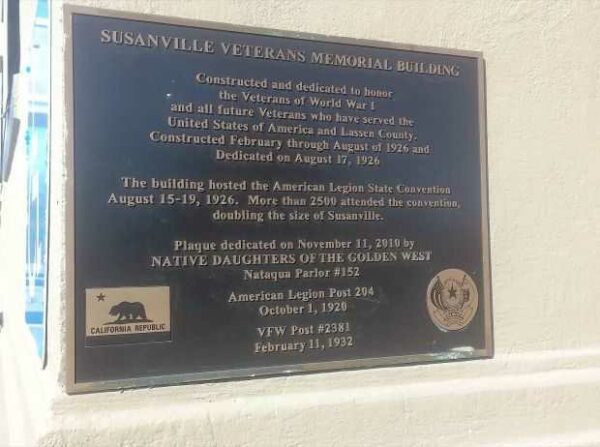 SUSANVILLE VETERANS MEMORIAL BUILDING
Constructed and dedicated to honor
the Veterans of World War I
and all future Veterans who have served the
United States of America and Lassen County.
Constructed February through August of 1926 and
Dedicated on August 17, 1926
The building hosted the American Legion State Convention
August 15-19, 1926. More than 2500 attended the convention,
doubling the size of Susanville.
Plaque dedicated on November 11, 2010 by
NATIVE DAUGHTERS OF THE GOLDEN WEST
Nataqua Parlor #152
American Legion Post 204
October 1, 1920
VFW Post #2381
February 11, 1932
CALIFORNIA REPUBLIC